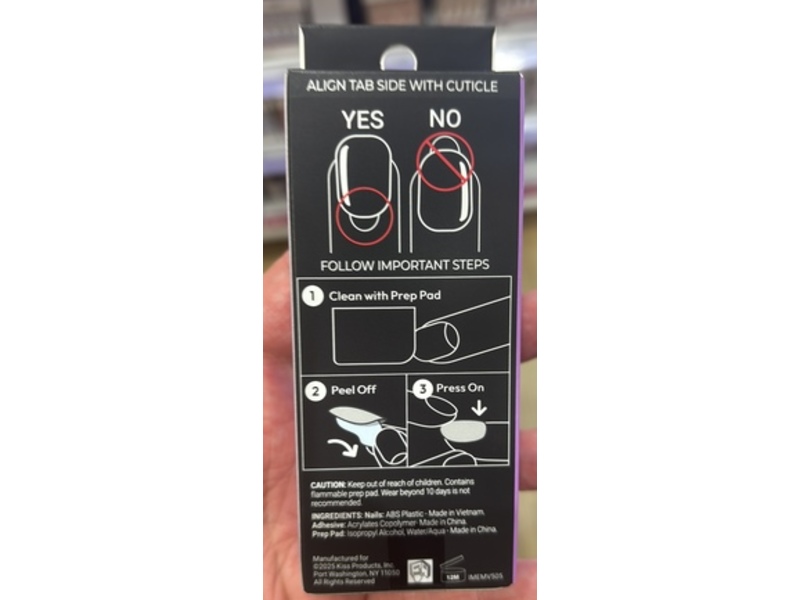 ALIGN TAB SIDE WITH CUTICLE
YES NO
FOLLOW IMPORTANT STEPS
1 Clean with Prep Pad
2 Peel Off
3 Press On
CAUTION: Keep out of reach of children. Contains
flammable prep pad. Wear beyond 10 days is not
recommended.
INGREDIENTS: Nails: ABS Plastic - Made in Vietnam.
Adhesive: Acrylates Copolymer- Made in China.
Prep Pad: Isopropyl Alcohol, Water/Aqua - Made in China.
Manufactured for
©2025 Kiss Products, Inc
Port Washington, NY 11050
All Rights Reserved
12M
IMEMVS05